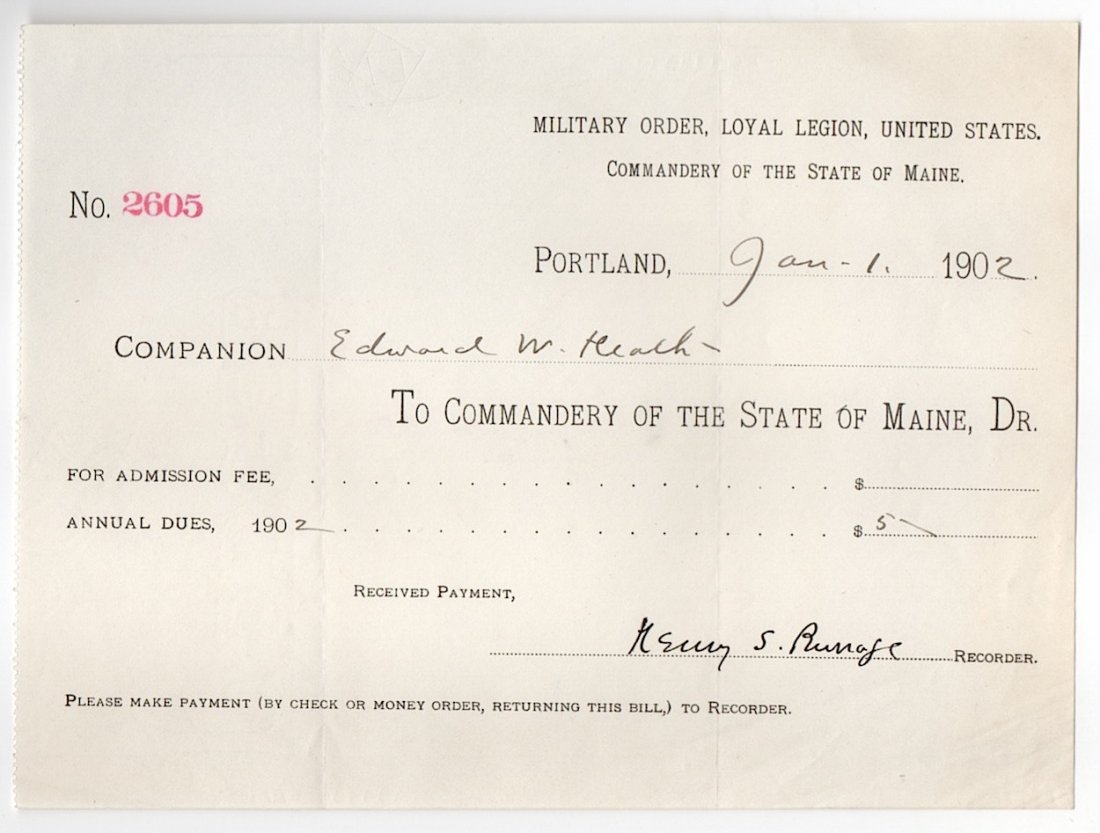 MILITARY ORDER, LOYAL LEGION, UNITED STATES.
COMMANDERY OF THE STATE OF MAINE.
No. 2605
PORTLAND, Jan - 1. 1902.
COMPANION Edward W. Heath
TO COMMANDERY OF THE STATE OF MAINE, DR.
FOR ADMISSION FEE, . . . . . . . . . . . . . . . . . $
ANNUAL DUES, 1902 . . . . . . . . . . . . . . . . $ 5
RECEIVED PAYMENT,
Henry S. Burrage RECORDER.
PLEASE MAKE PAYMENT (BY CHECK OR MONEY ORDER, RETURNING THIS BILL,) TO RECORDER.